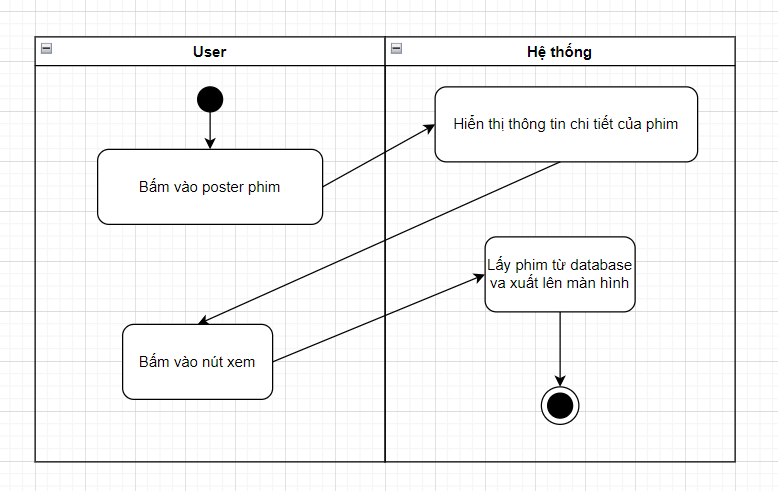 User
Hệ thống
Bấm vào poster phim
Hiển thị thông tin chi tiết của phim
Bấm vào nút xem
Lấy phim từ database
va xuất lên màn hình